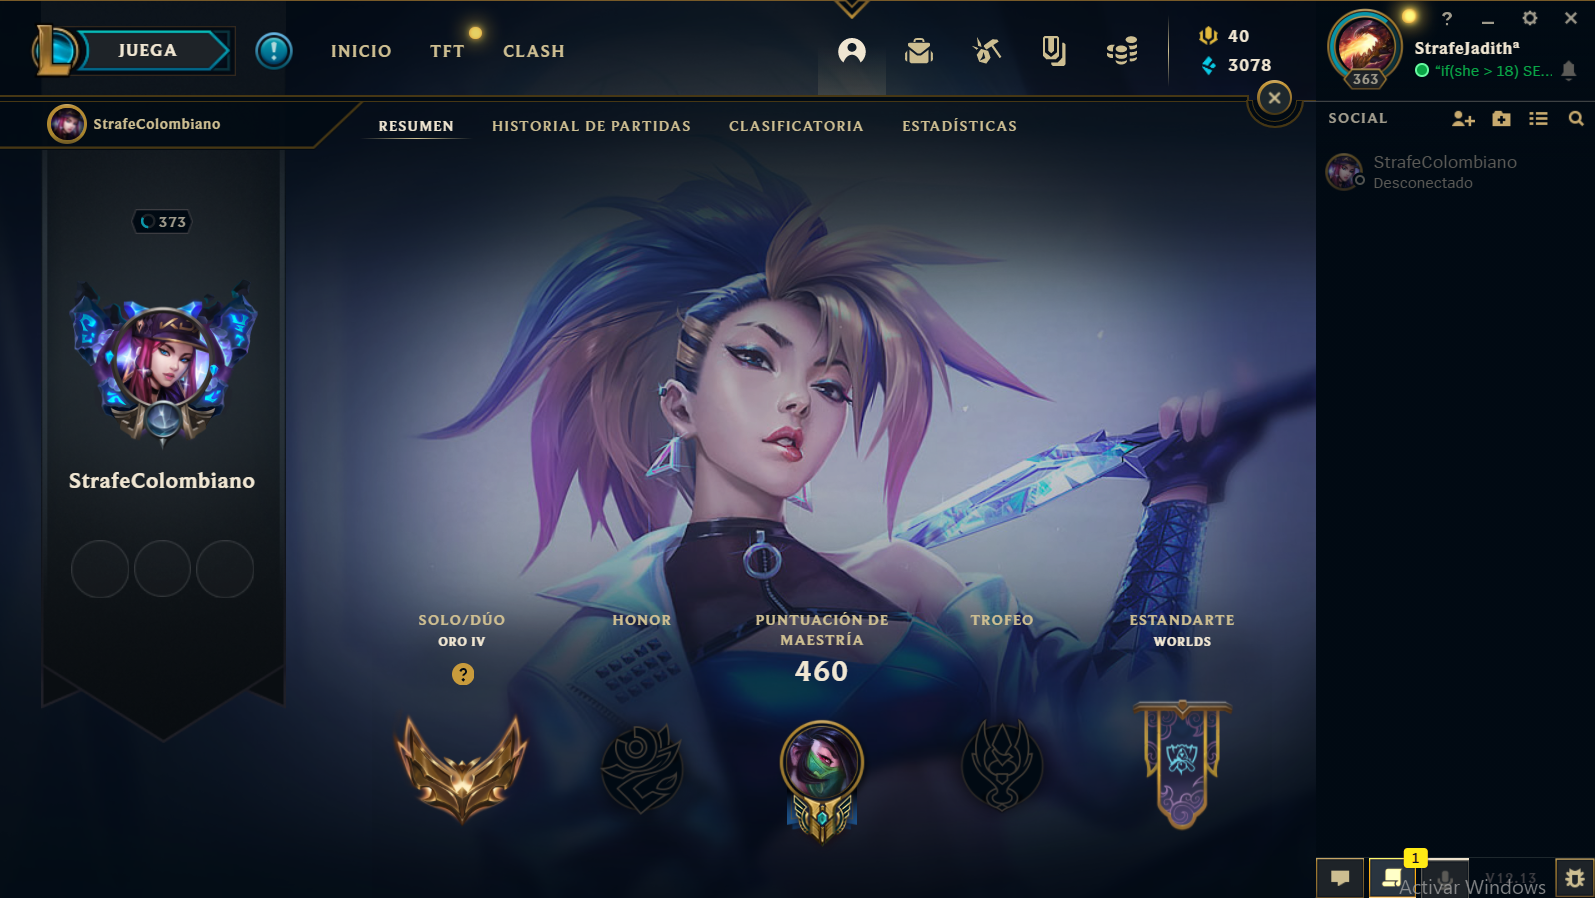 JUEGA
INICIO
TFT
CLASH
40
3078
363
StrafeJadithª
"if(she > 18) SE...
StrafeColombiano
RESUMEN
HISTORIAL DE PARTIDAS
CLASIFICATORIA
ESTADÍSTICAS
SOCIAL
StrafeColombiano
Desconectado
373
StrafeColombiano
SOLO/DÚO
ORO IV
?
HONOR
PUNTUACIÓN DE
MAESTRÍA
460
TROFEO
ESTANDARTE
WORLDS
1
V12.13
Activar Windows